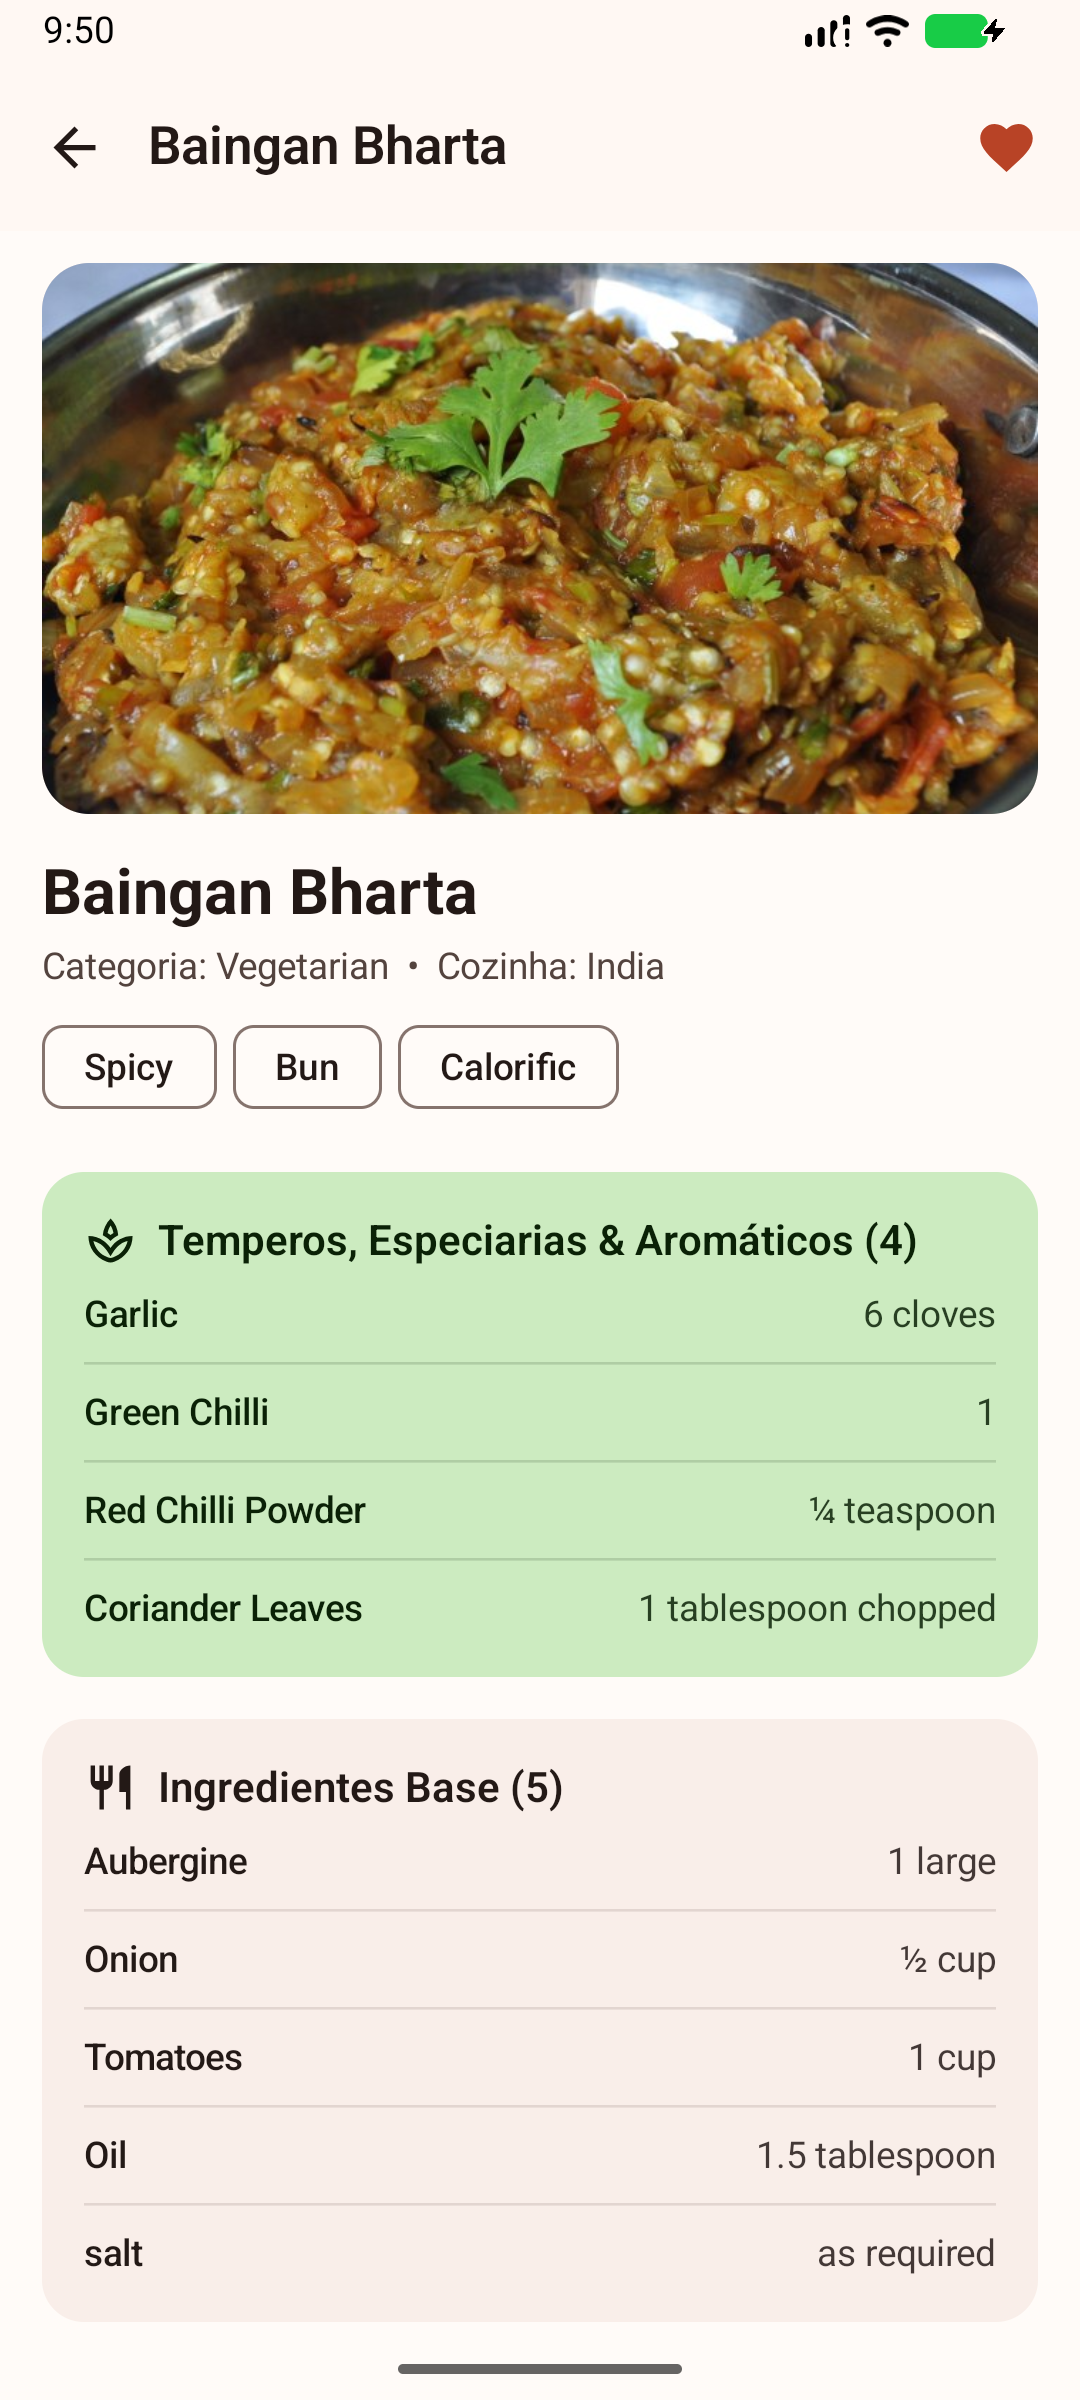 9:50
Baingan Bharta
Baingan Bharta
Categoria: Vegetarian • Cozinha: India
Spicy Bun Calorific
Temperos, Especiarias & Aromáticos (4)
Garlic 6 cloves
Green Chilli 1
Red Chilli Powder ¼ teaspoon
Coriander Leaves 1 tablespoon chopped
Ingredientes Base (5)
Aubergine 1 large
Onion ½ cup
Tomatoes 1 cup
Oil 1.5 tablespoon
salt as required